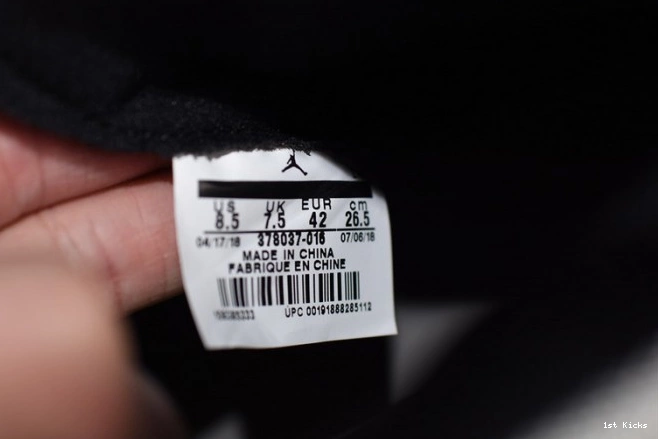 US UK EUR cm
8.5 7.5 42 26.5
04/17/18 378037-016 07/06/18
MADE IN CHINA
FABRIQUE EN CHINE
UPC 00191888285112
1st Kicks